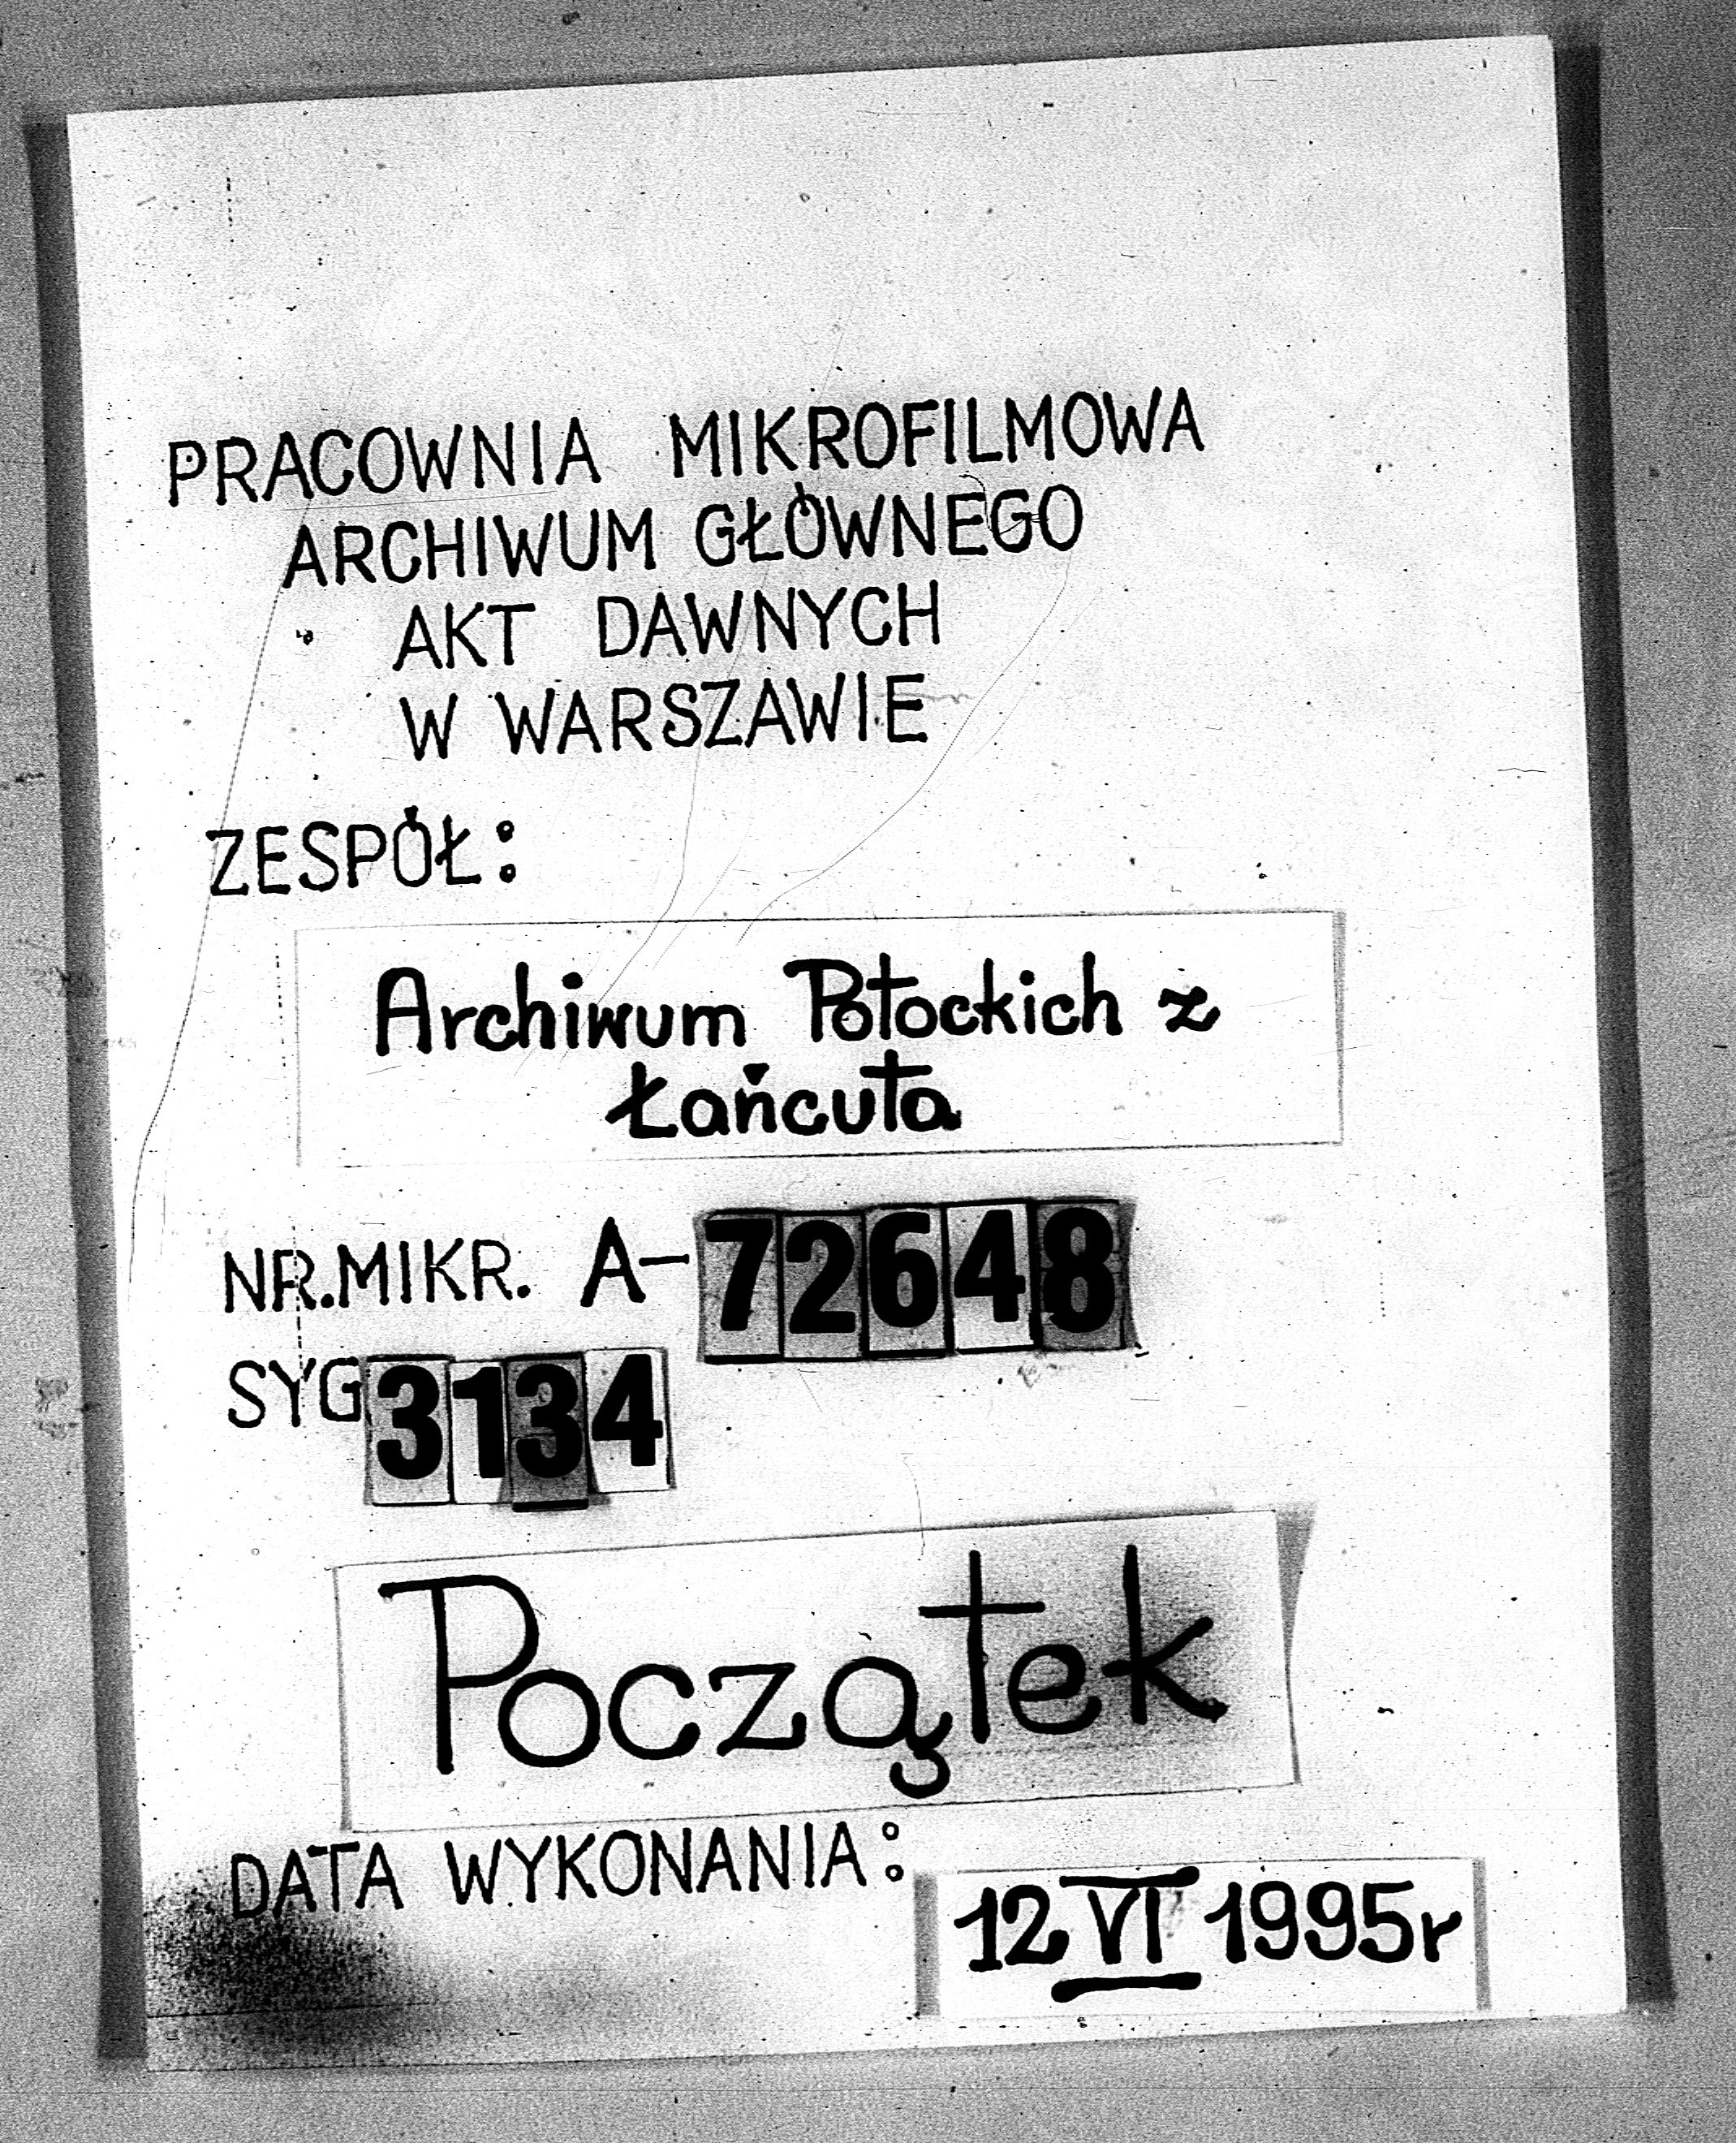 PRACOWNIA MIKROFILMOWA
ARCHIWUM GŁÓWNEGO
AKT DAWNYCH
W WARSZAWIE
ZESPÓŁ:
Archiwum Potockich z
Łańcuta
NR.MIKR. A-72648
SYG 3134
Początek
DATA WYKONANIA:
12 VI 1995r